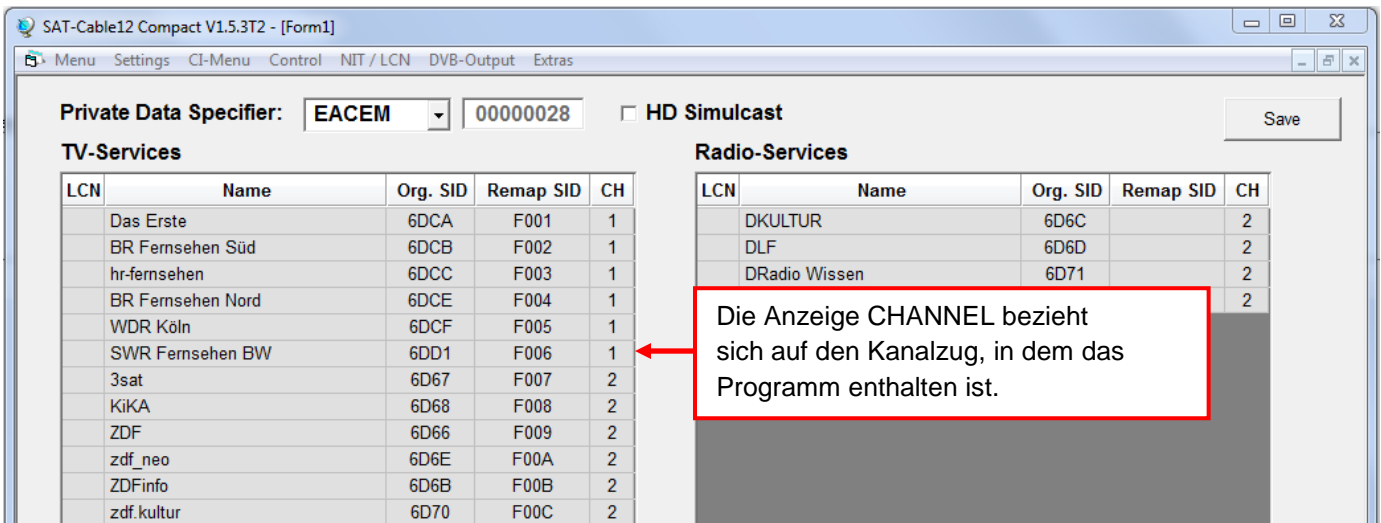 SAT-Cable12 Compact V1.5.3T2 - [Form1]
Menu Settings CI-Menu Control NIT / LCN DVB-Output Extras
Private Data Specifier: EACEM 00000028 HD Simulcast Save
TV-Services
LCN Name Org. SID Remap SID CH
Das Erste 6DCA F001 1
BR Fernsehen Süd 6DCB F002 1
hr-fernsehen 6DCC F003 1
BR Fernsehen Nord 6DCE F004 1
WDR Köln 6DCF F005 1
SWR Fernsehen BW 6DD1 F006 1
3sat 6D67 F007 2
KiKA 6D68 F008 2
ZDF 6D66 F009 2
zdf_neo 6D6E F00A 2
ZDFinfo 6D6B F00B 2
zdf.kultur 6D70 F00C 2
Radio-Services
LCN Name Org. SID Remap SID CH
DKULTUR 6D6C 2
DLF 6D6D 2
DRadio Wissen 6D71 2
2
Die Anzeige CHANNEL bezieht
sich auf den Kanalzug, in dem das
Programm enthalten ist.